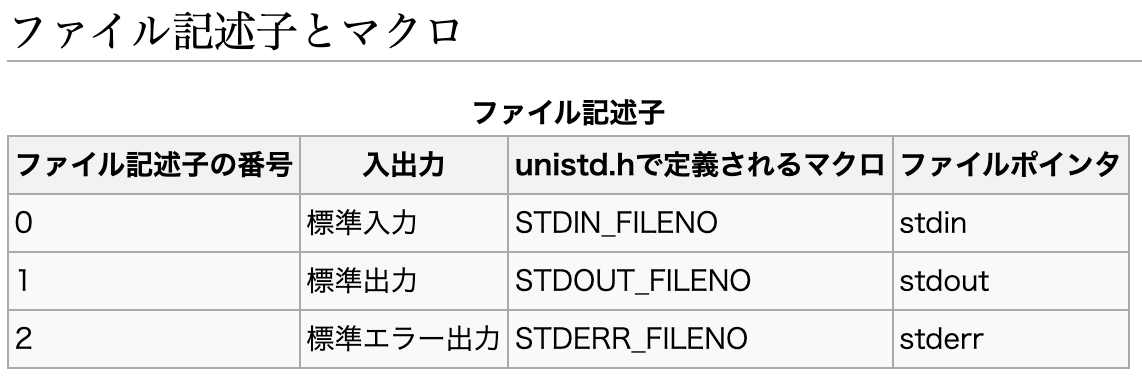 ファイル記述子とマクロ
ファイル記述子
ファイル記述子の番号 入出力 unistd.hで定義されるマクロ ファイルポインタ
0 標準入力 STDIN_FILENO stdin
1 標準出力 STDOUT_FILENO stdout
2 標準エラー出力 STDERR_FILENO stderr